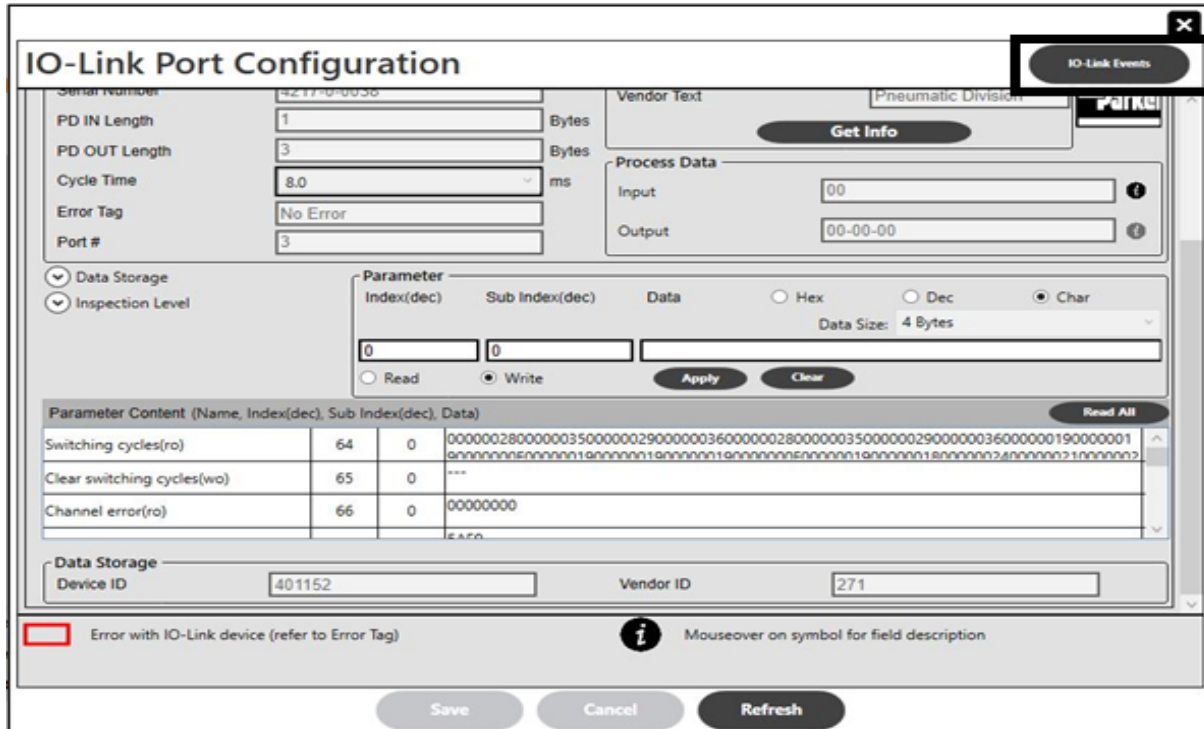 IO-Link Port Configuration
IO-Link Events
Serial Number 4217-0-0038
Vendor Text Pneumatic Division
Parker
PD IN Length 1 Bytes
Get Info
PD OUT Length 3 Bytes
Process Data
Cycle Time 8.0 ms
Input 00
Error Tag No Error
Output 00-00-00
Port # 3
Data Storage
Inspection Level
Parameter
Index(dec) Sub Index(dec) Data Hex Dec Char
Data Size: 4 Bytes
0 0
Read Write Apply Clear
Parameter Content (Name, Index(dec), Sub Index(dec), Data) Read All
Switching cycles(ro) 64 0 00000028000000350000002900000036000000280000003500000029000000360000001900000001
Clear switching cycles(wo) 65 0 ---
Channel error(ro) 66 0 00000000
Data Storage
Device ID 401152 Vendor ID 271
Error with IO-Link device (refer to Error Tag)
i Mouseover on symbol for field description
Save Cancel Refresh